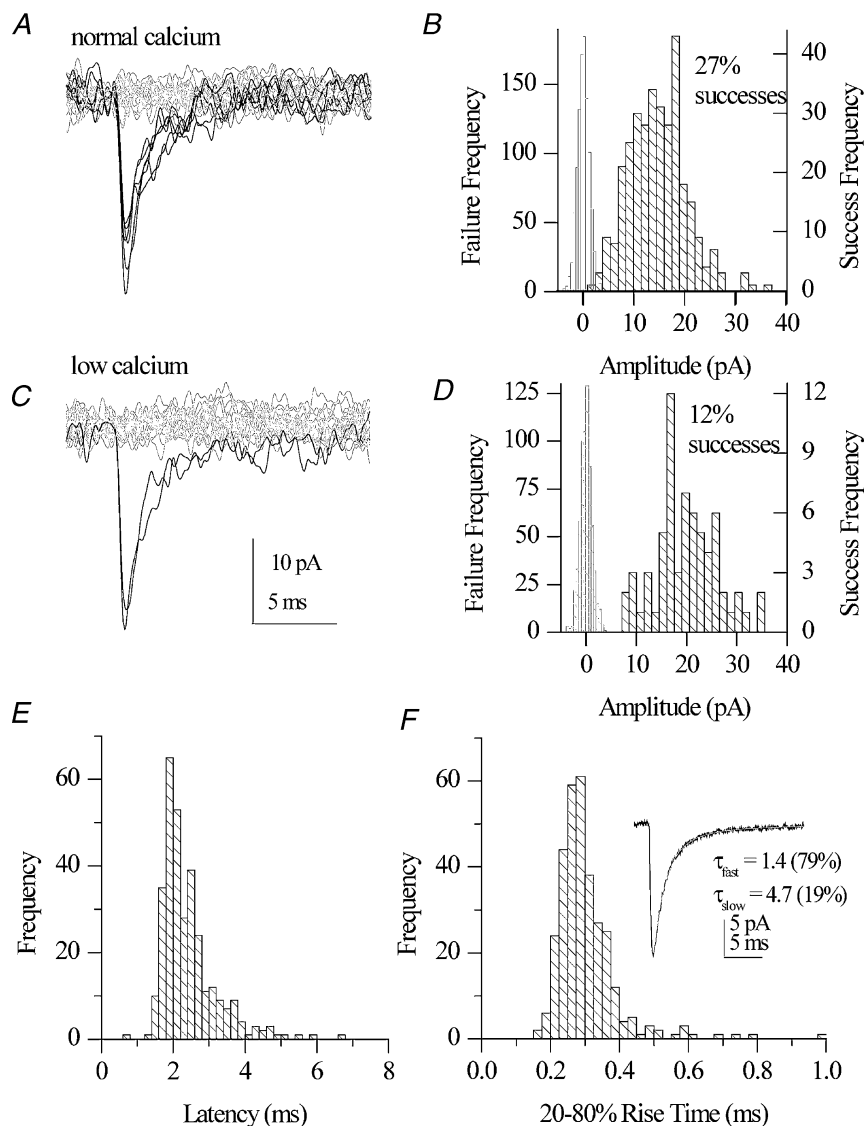 A
normal calcium
B
27%
successes
Failure Frequency
150
100
50
0
Success Frequency
40
30
20
10
0
0 10 20 30 40
Amplitude (pA)
C
low calcium
10 pA
5 ms
D
12%
successes
Failure Frequency
125
100
75
50
25
0
Success Frequency
12
9
6
3
0
0 10 20 30 40
Amplitude (pA)
E
Frequency
60
40
20
0
0 2 4 6 8
Latency (ms)
F
Frequency
60
40
20
0
τfast = 1.4 (79%)
τslow = 4.7 (19%)
5 pA
5 ms
0.0 0.2 0.4 0.6 0.8 1.0
20-80% Rise Time (ms)